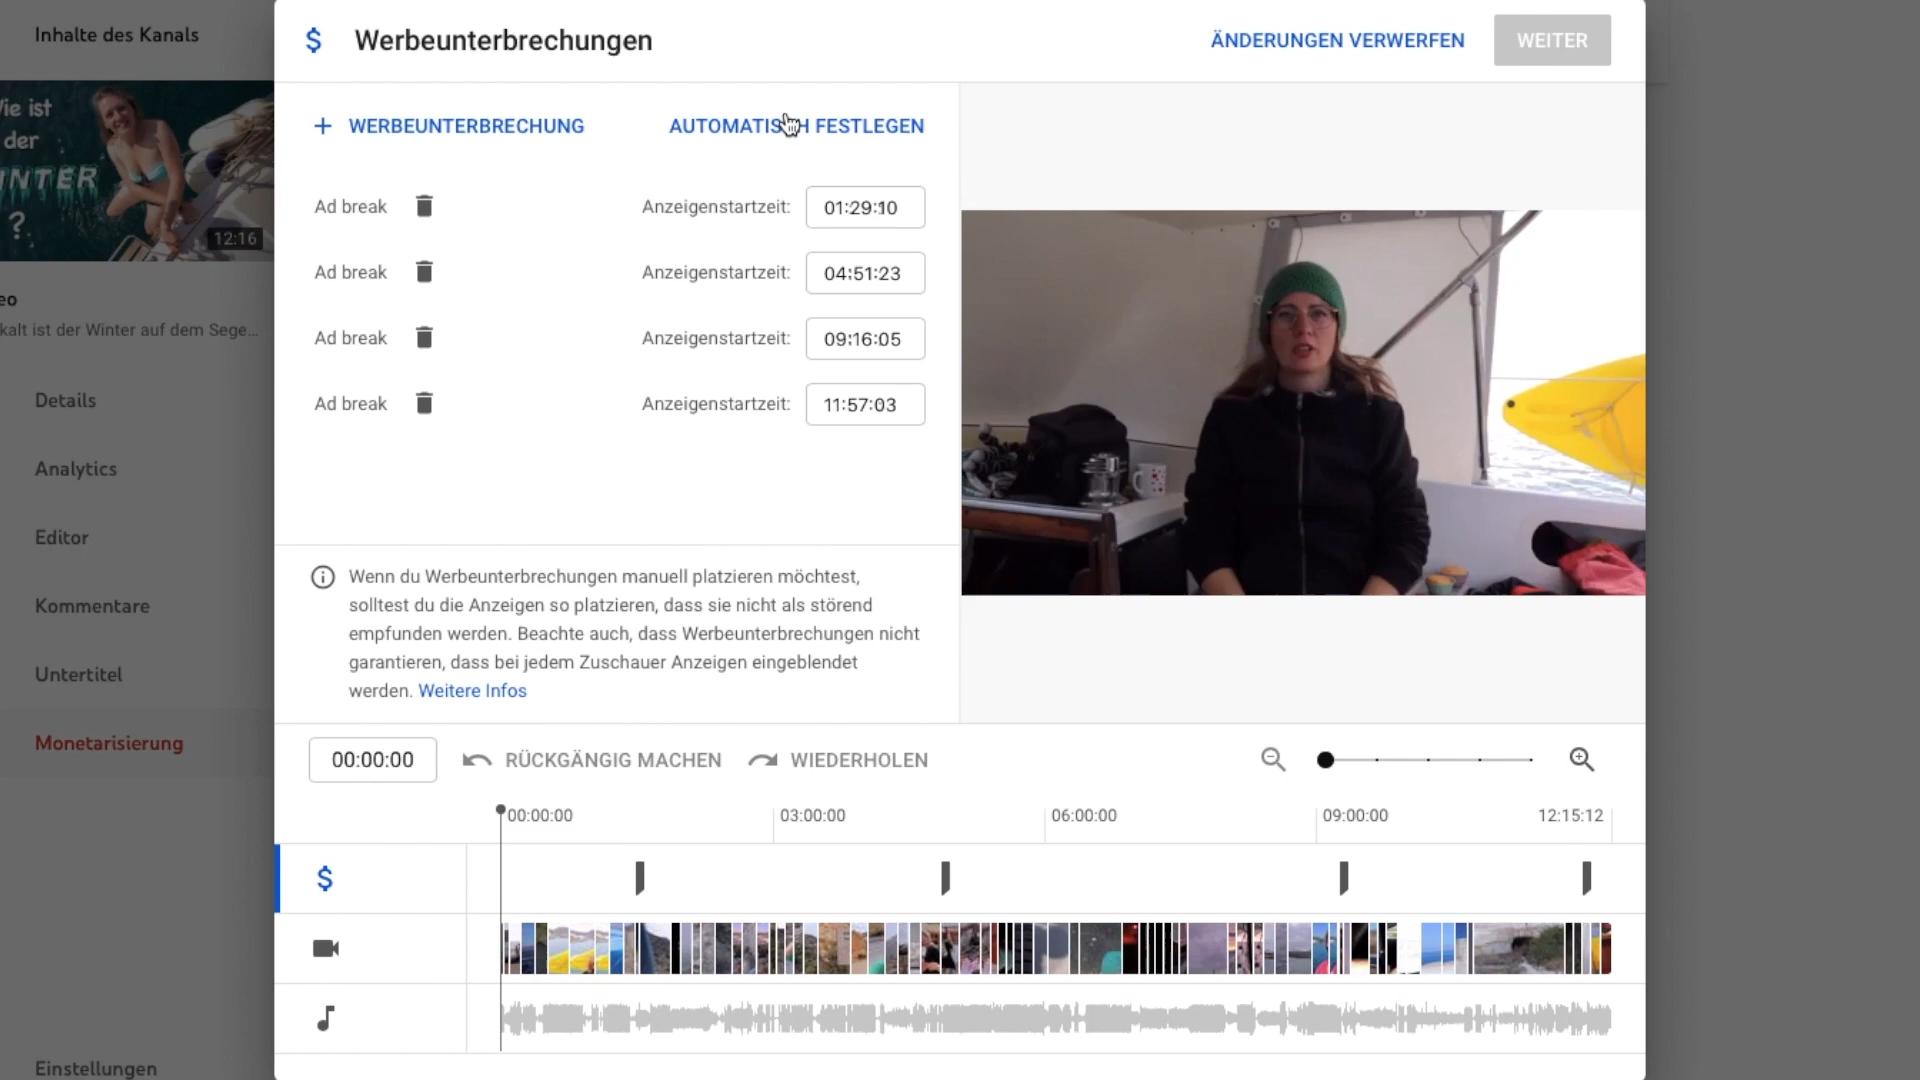 Inhalte des Kanals
Werbeunterbrechungen
ÄNDERUNGEN VERWERFEN
WEITER
ie ist
der
INTER
?
12:16
WERBEUNTERBRECHUNG
AUTOMATISCH FESTLEGEN
Ad break
Anzeigenstartzeit:
01:29:10
Ad break
Anzeigenstartzeit:
04:51:23
Ad break
Anzeigenstartzeit:
09:16:05
Ad break
Anzeigenstartzeit:
11:57:03
eo
kalt ist der Winter auf dem Sege...
Details
Analytics
Editor
Kommentare
Untertitel
Monetarisierung
Einstellungen
Wenn du Werbeunterbrechungen manuell platzieren möchtest,
solltest du die Anzeigen so platzieren, dass sie nicht als störend
empfunden werden. Beachte auch, dass Werbeunterbrechungen nicht
garantieren, dass bei jedem Zuschauer Anzeigen eingeblendet
werden. Weitere Infos
00:00:00
RÜCKGÄNGIG MACHEN
WIEDERHOLEN
00:00:00
03:00:00
06:00:00
09:00:00
12:15:12